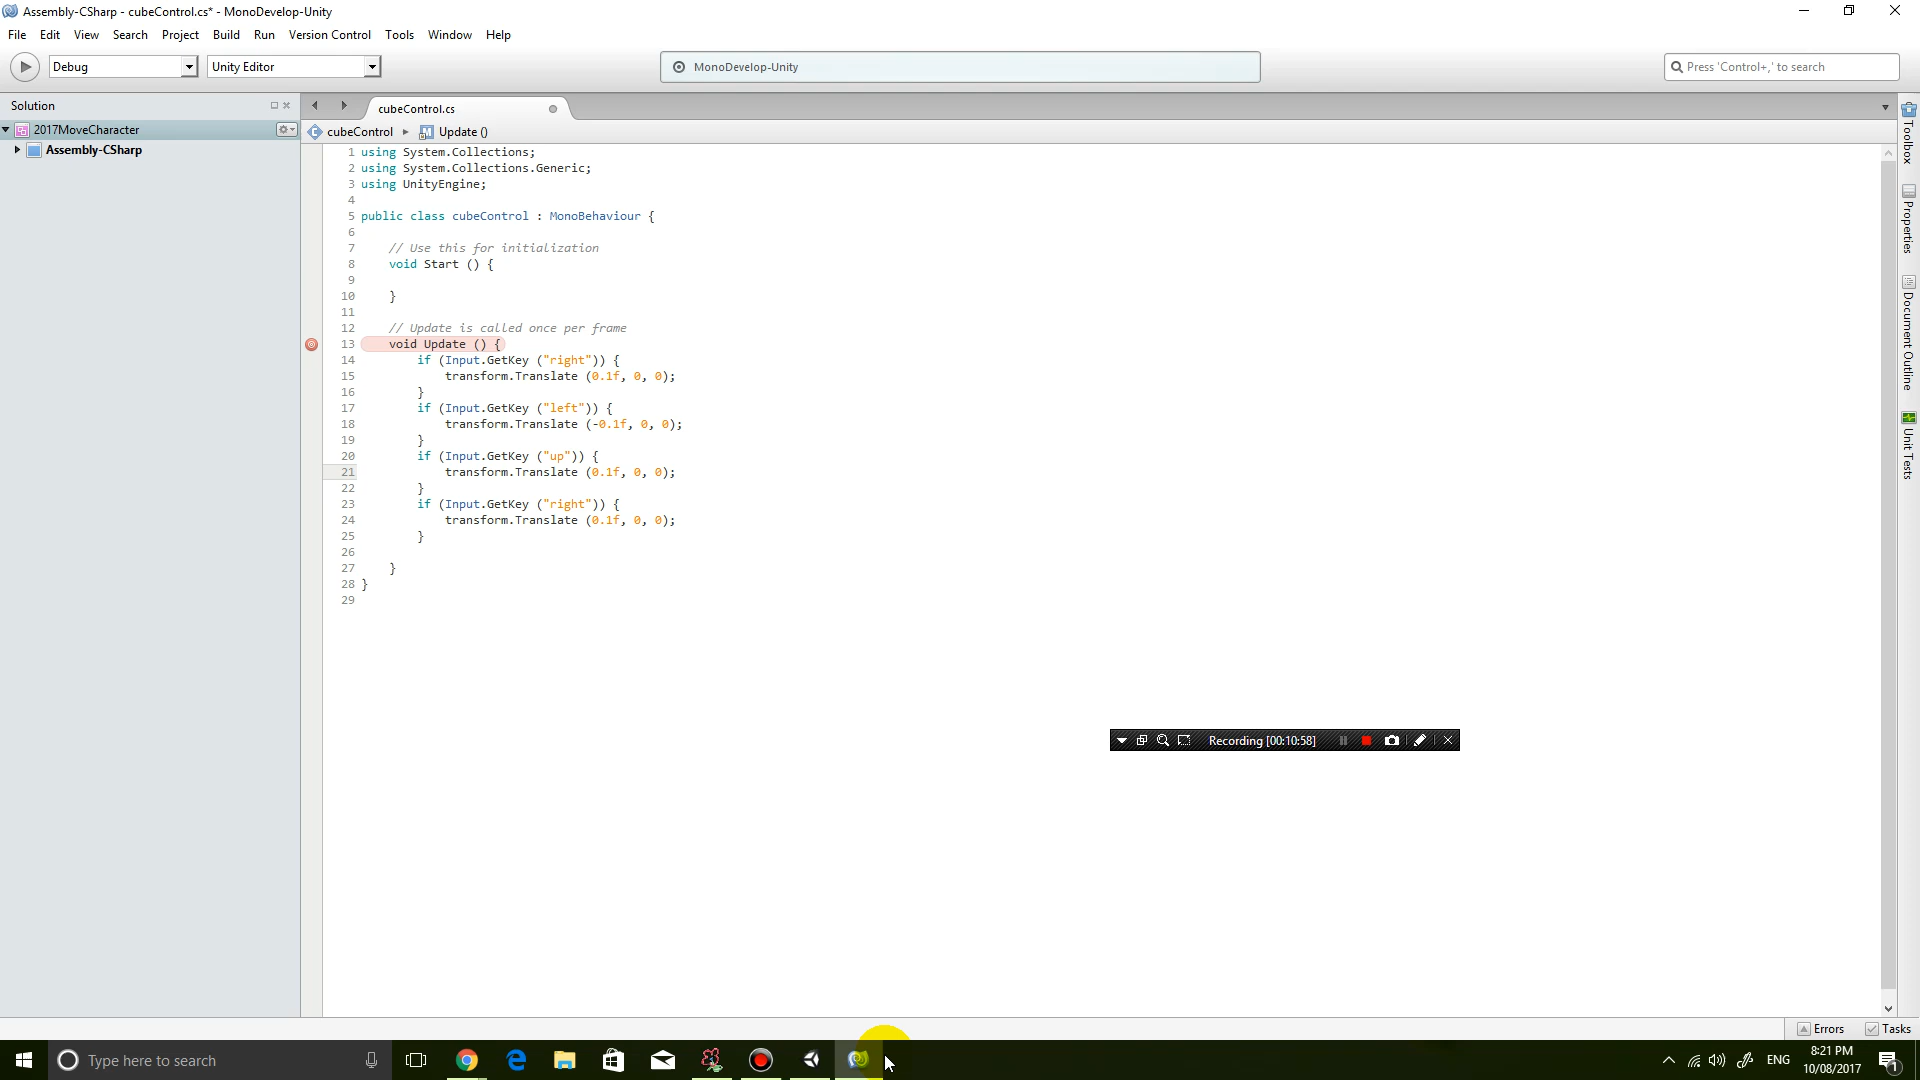 Assembly-CSharp - cubeControl.cs* - MonoDevelop-Unity
File Edit View Search Project Build Run Version Control Tools Window Help
Debug Unity Editor MonoDevelop-Unity Press 'Control+,' to search
Solution
cubeControl.cs
2017MoveCharacter
cubeControl Update ()
Assembly-CSharp
1 using System.Collections;
2 using System.Collections.Generic;
3 using UnityEngine;
4
5 public class cubeControl : MonoBehaviour {
6
7 // Use this for initialization
8 void Start () {
9
10 }
11
12 // Update is called once per frame
13 void Update () {
14 if (Input.GetKey ("right")) {
15 transform.Translate (0.1f, 0, 0);
16 }
17 if (Input.GetKey ("left")) {
18 transform.Translate (-0.1f, 0, 0);
19 }
20 if (Input.GetKey ("up")) {
21 transform.Translate (0.1f, 0, 0);
22 }
23 if (Input.GetKey ("right")) {
24 transform.Translate (0.1f, 0, 0);
25 }
26
27 }
28 }
29
Toolbox
Properties
Document Outline
Unit Tests
Recording [00:10:58]
Errors Tasks
Type here to search
ENG
8:21 PM
10/08/2017
1